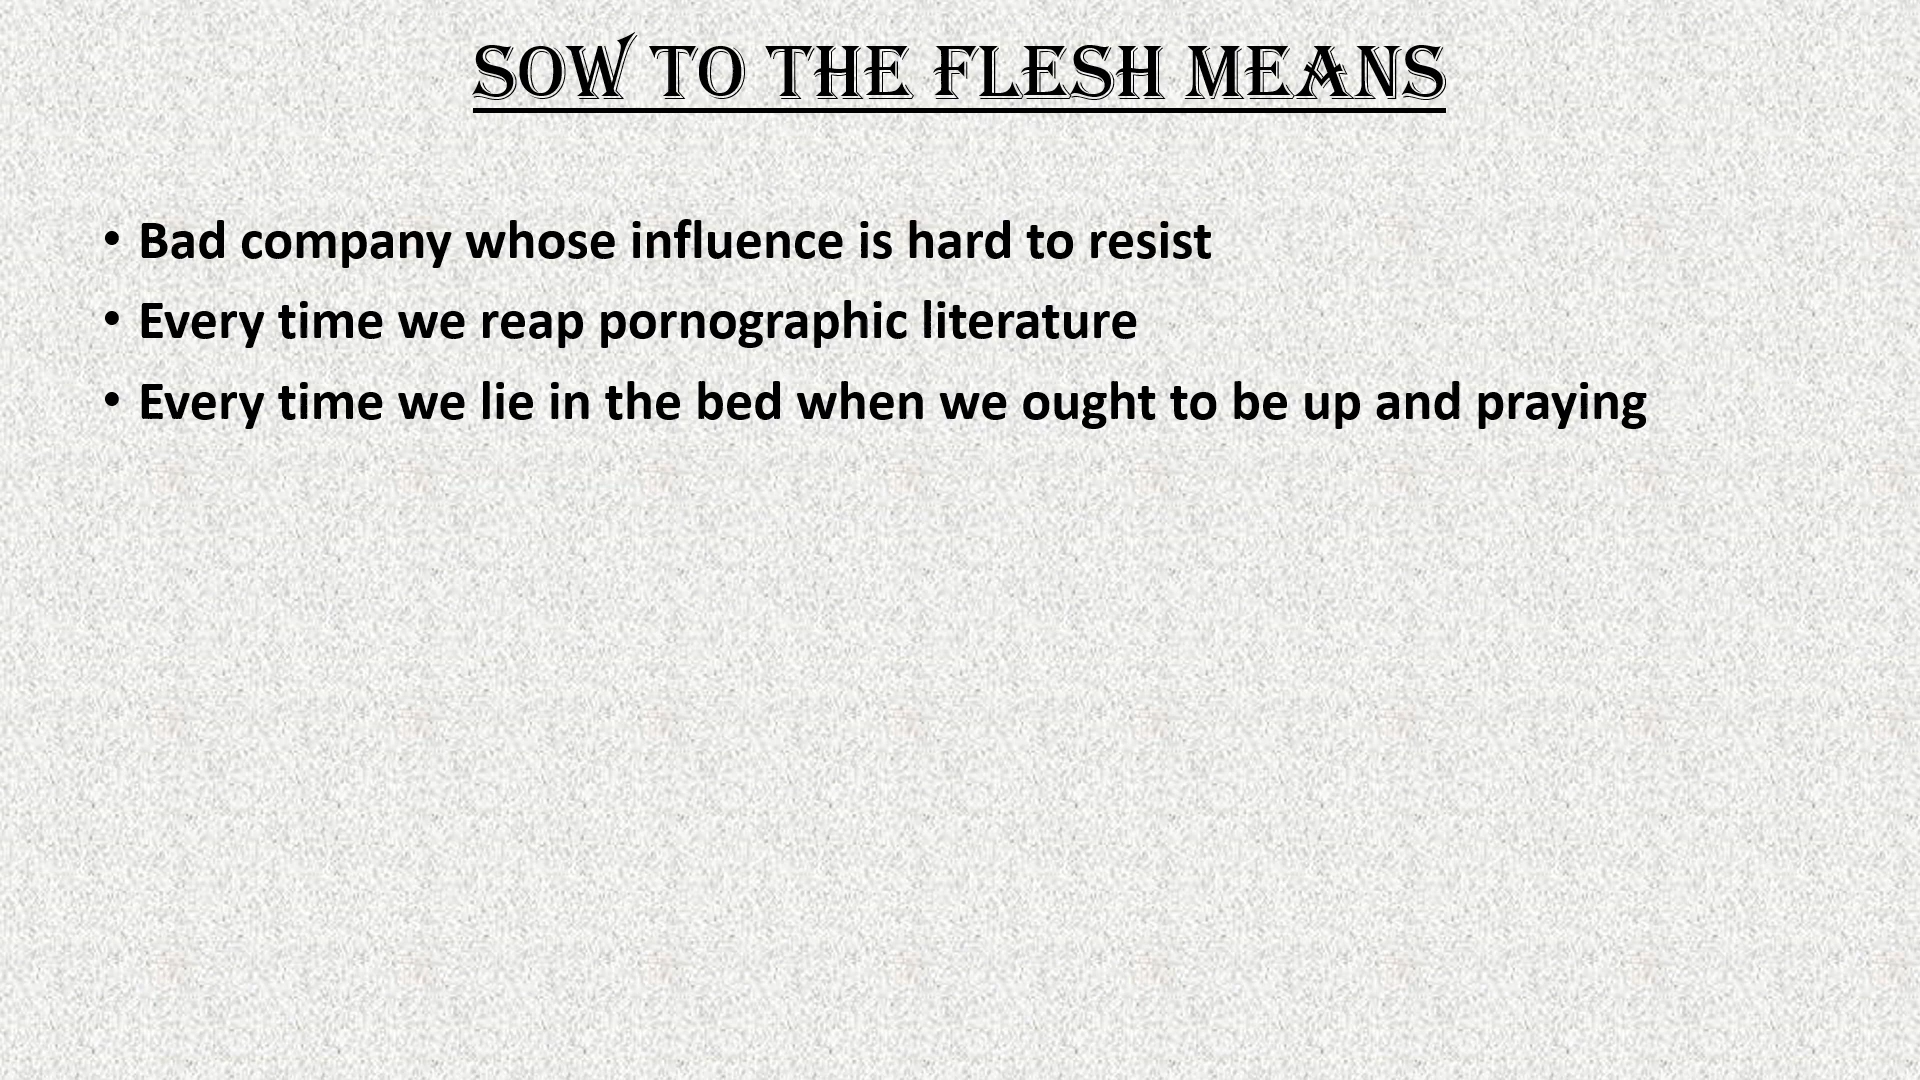 SOW TO THE FLESH MEANS
• Bad company whose influence is hard to resist
• Every time we reap pornographic literature
• Every time we lie in the bed when we ought to be up and praying